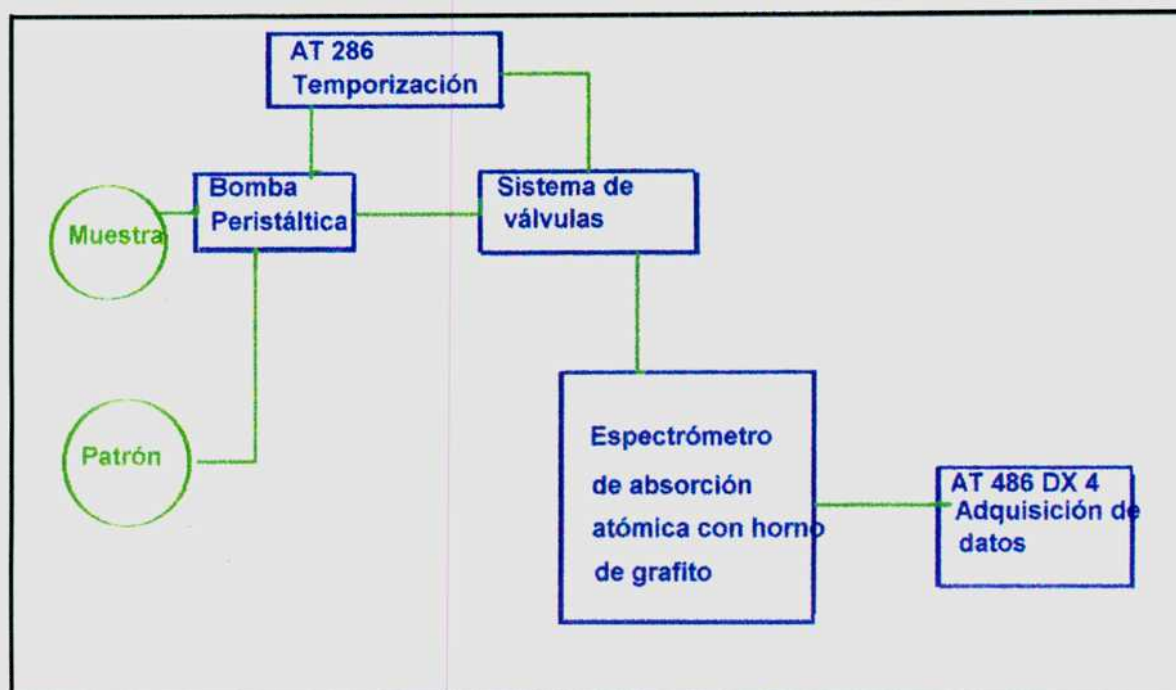 AT 286
Temporización
Bomba
Peristáltica
Sistema de
válvulas
Muestra
Patrón
Espectrómetro
de absorción
atómica con horno
de grafito
AT 486 DX 4
Adquisición de
datos